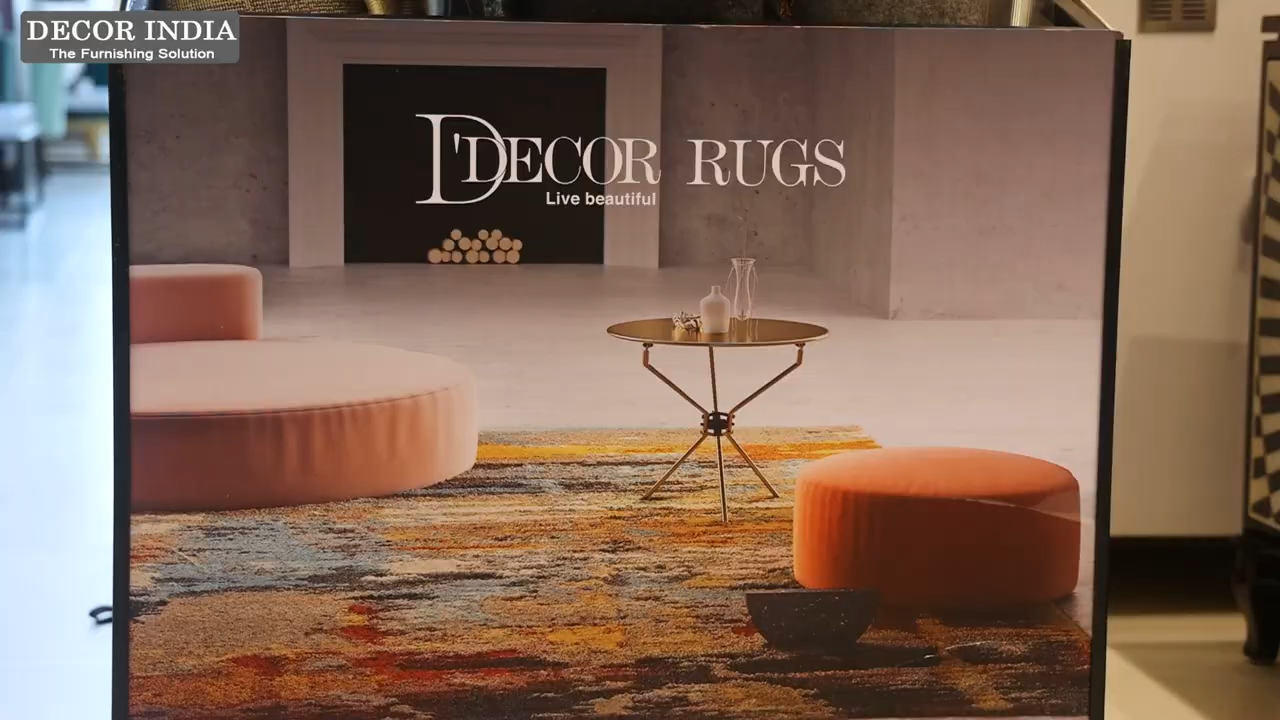 DECOR INDIA
The Furnishing Solution
D'DECOR RUGS
Live beautiful